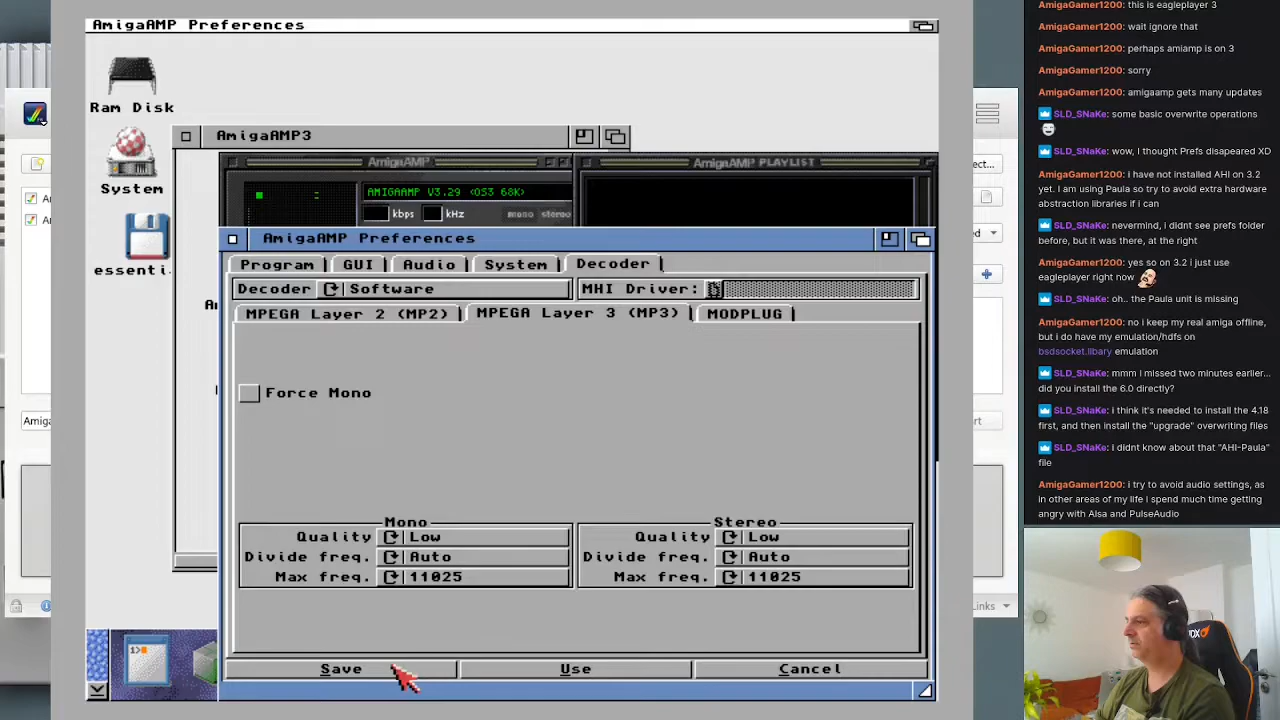 AmigaAMP Preferences
Ram Disk
System
essenti.
AmigaAMP3
AmigaAMP
AmigaAMP PLAYLIST
AMIGAAMP V3.29 <OS3 68K>
kbps
kHz
mono
stereo
AmigaAMP Preferences
Program
GUI
Audio
System
Decoder
Decoder
Software
MHI Driver:
MPEGA Layer 2 (MP2)
MPEGA Layer 3 (MP3)
MODPLUG
Force Mono
Mono
Quality
Low
Divide freq.
Auto
Max freq.
11025
Stereo
Quality
Low
Divide freq.
Auto
Max freq.
11025
Save
Use
Cancel
1>
Amiga
ect...
ed
Links
AmigaGamer1200: this is eagleplayer 3
AmigaGamer1200: wait ignore that
AmigaGamer1200: perhaps amiamp is on 3
AmigaGamer1200: sorry
AmigaGamer1200: amigaamp gets many updates
SLD_SNaKe: some basic overwrite operations
SLD_SNaKe: wow, I thought Prefs disapeared XD
AmigaGamer1200: i have not installed AHI on 3.2
yet. I am using Paula so try to avoid extra hardware
abstraction libraries if i can
SLD_SNaKe: nevermind, i didnt see prefs folder
before, but it was there, at the right
AmigaGamer1200: yes so on 3.2 i just use
eagleplayer right now
SLD_SNaKe: oh.. the Paula unit is missing
AmigaGamer1200: no i keep my real amiga offline,
but i do have my emulation/hdfs on
bsdsocket.libary emulation
SLD_SNaKe: mmm i missed two minutes earlier...
did you install the 6.0 directly?
SLD_SNaKe: i think it's needed to install the 4.18
first, and then install the "upgrade" overwriting files
SLD_SNaKe: i didnt know about that "AHI-Paula"
file
AmigaGamer1200: i try to avoid audio settings, as
in other areas of my life I spend much time getting
angry with Alsa and PulseAudio